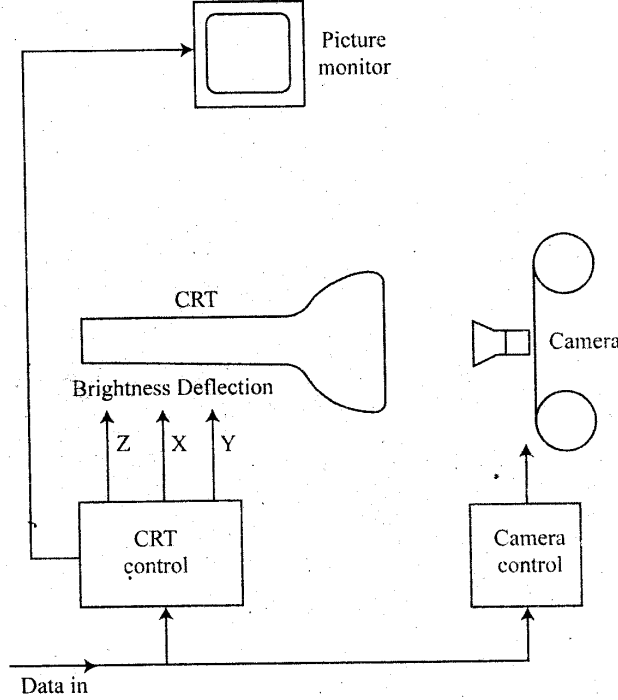 Picture
monitor
CRT
Camera
Brightness Deflection
Z X Y
CRT
control
Camera
control
Data in